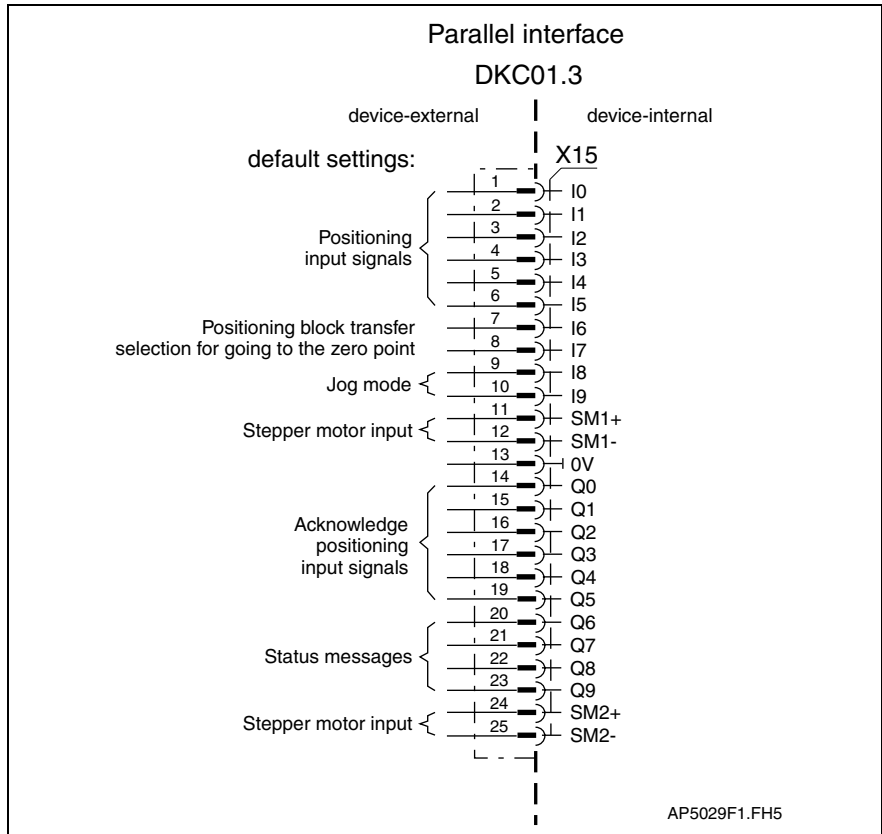 Parallel interface
DKC01.3
device-external device-internal
default settings: X15
1 I0
2 I1
3 I2
Positioning
input signals
4 I3
5 I4
6 I5
7 I6
Positioning block transfer
selection for going to the zero point
8 I7
9 I8
Jog mode
10 I9
11 SM1+
Stepper motor input
12 SM1-
13 0V
14 Q0
15 Q1
16 Q2
Acknowledge
positioning
input signals
17 Q3
18 Q4
19 Q5
20 Q6
21 Q7
Status messages
22 Q8
23 Q9
24 SM2+
Stepper motor input
25 SM2-
AP5029F1.FH5